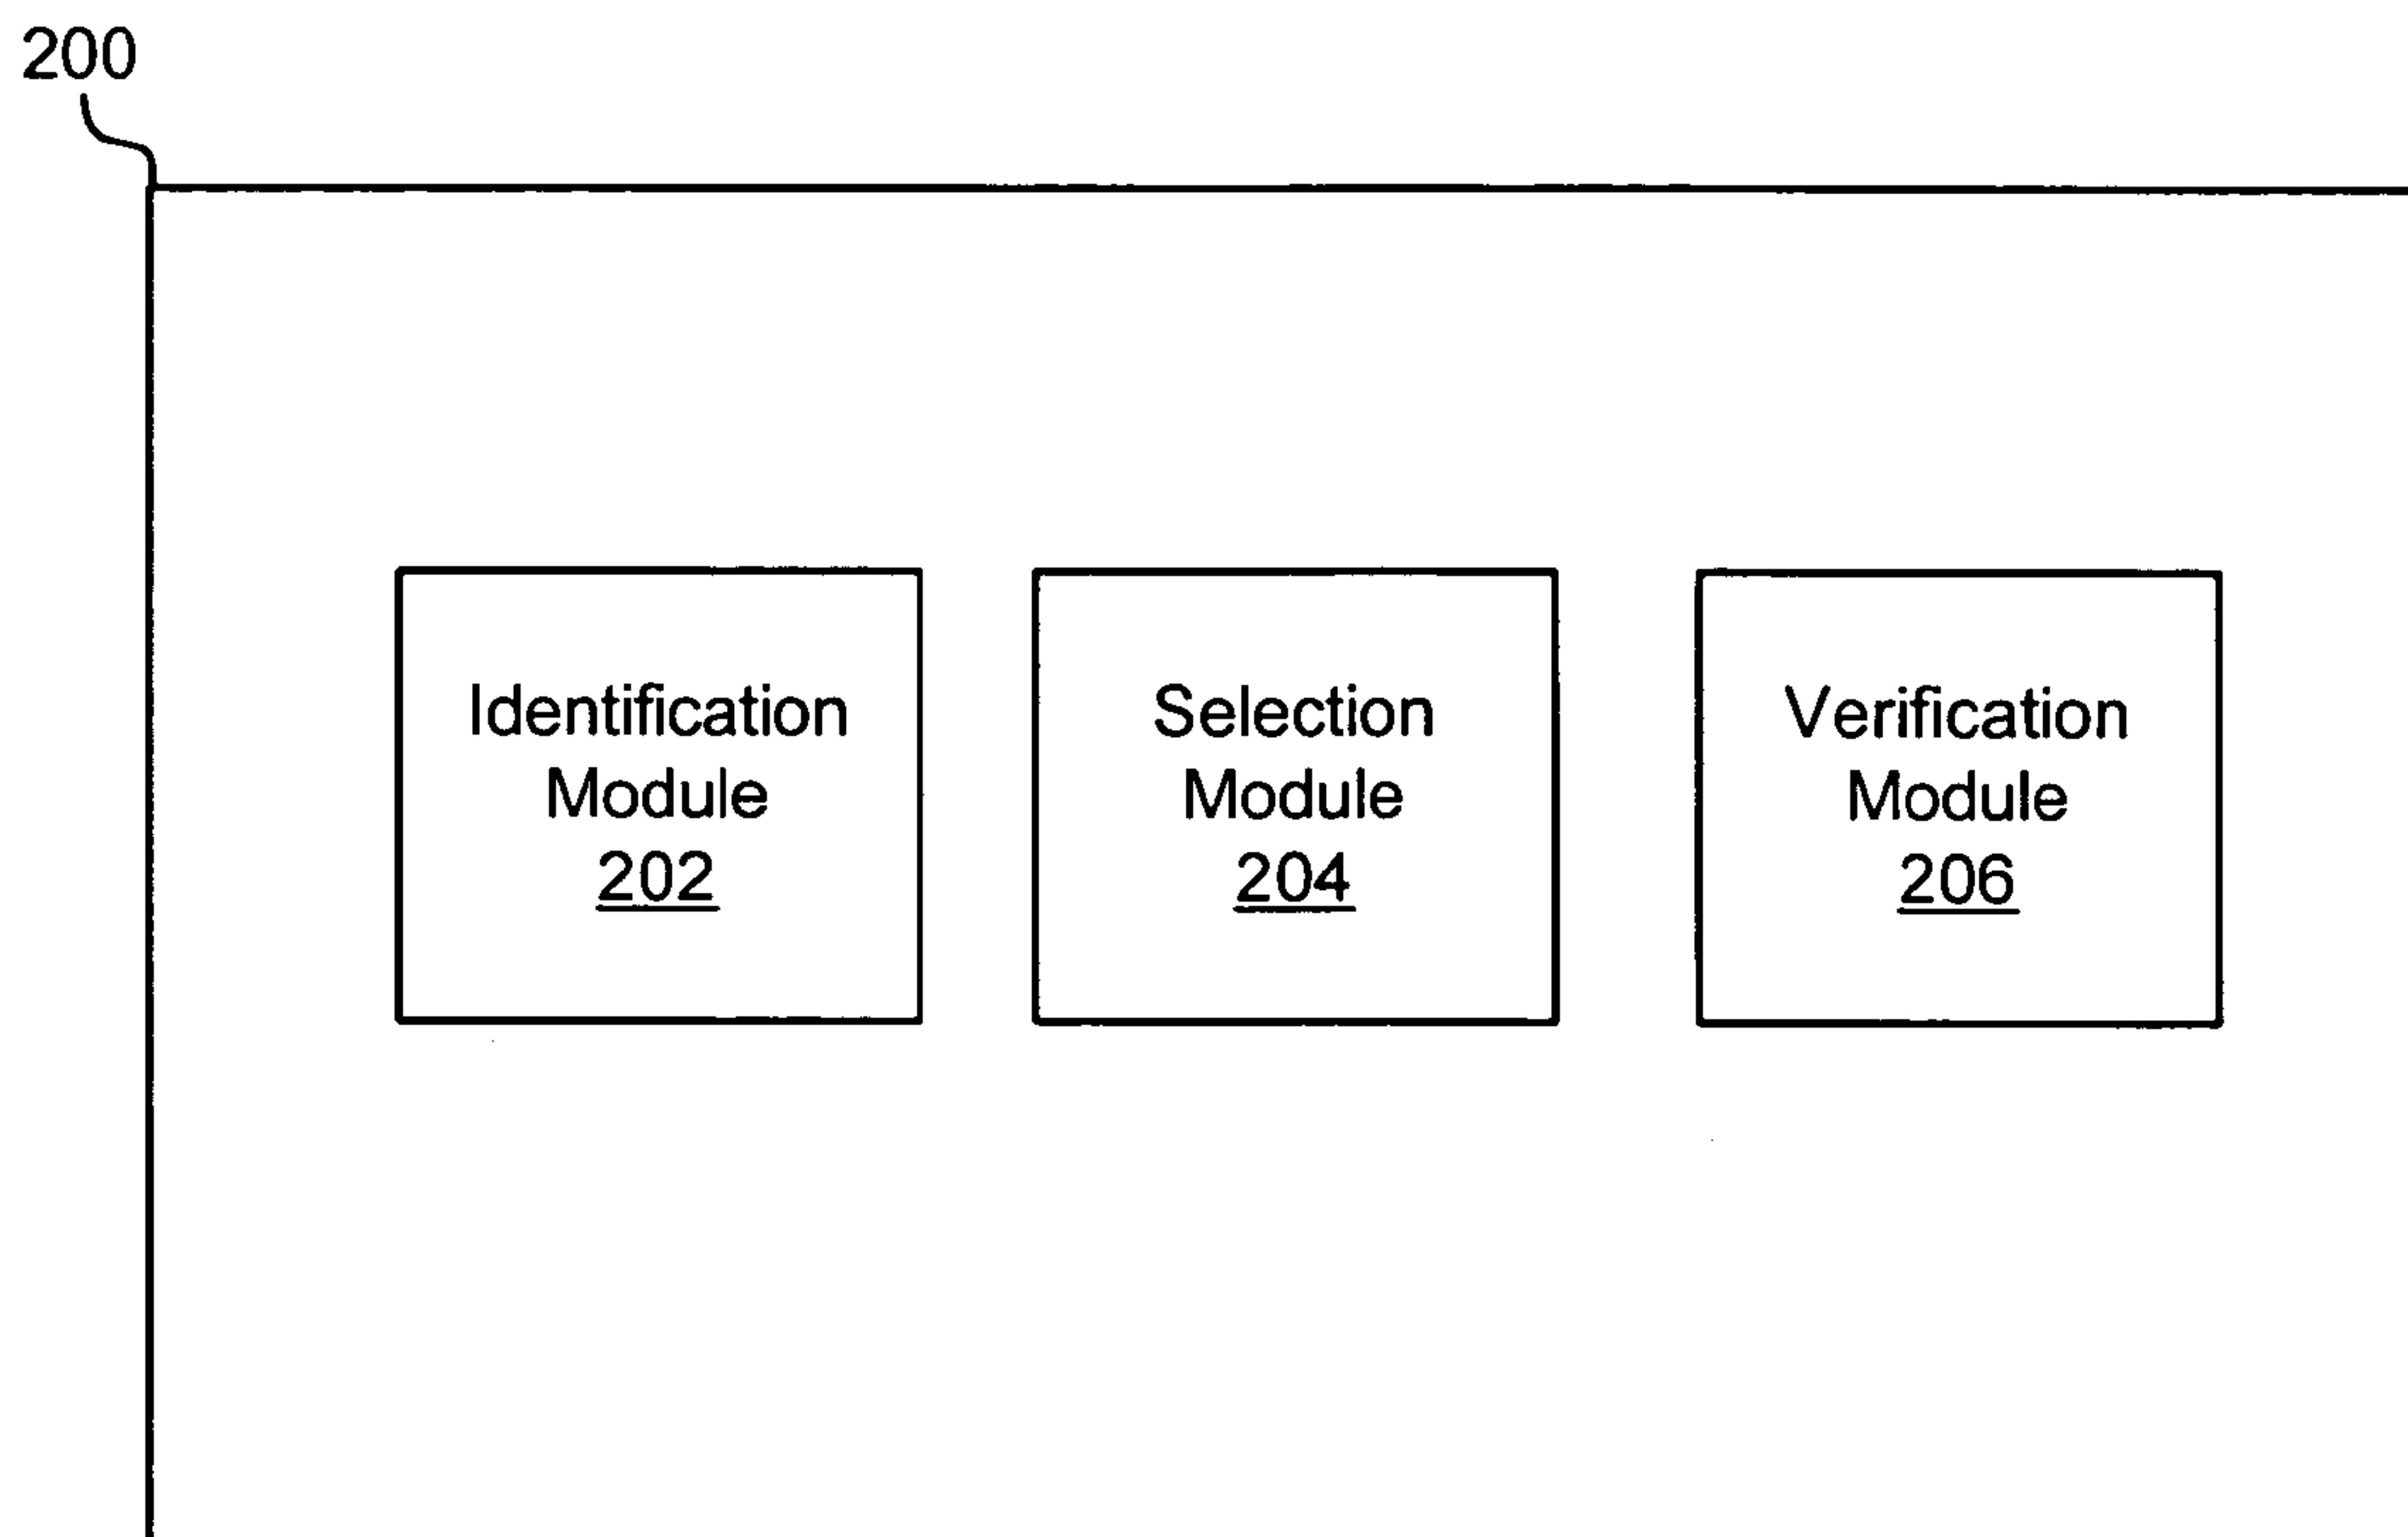 200
Identification
Module
202
Selection
Module
204
Verification
Module
206